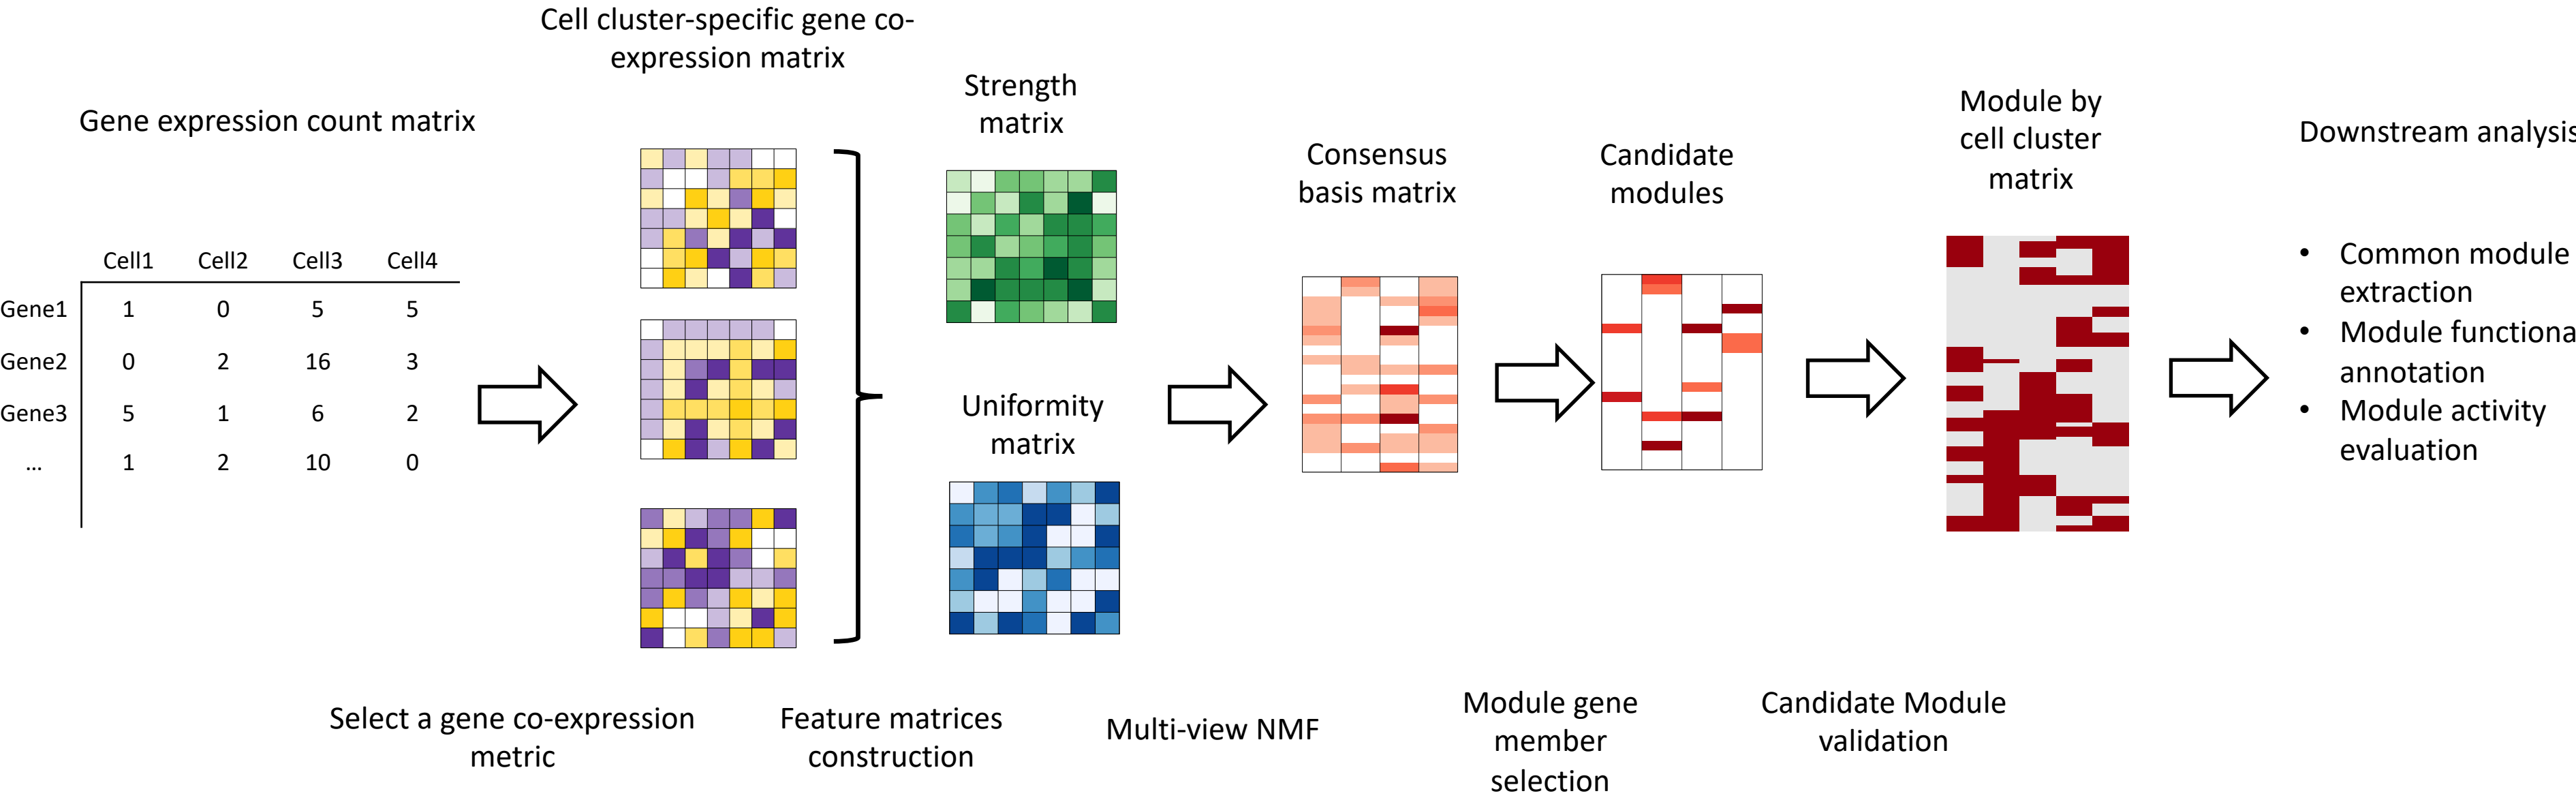 Cell cluster-specific gene co-
expression matrix
Gene expression count matrix
Cell1 Cell2 Cell3 Cell4
Gene1 1 0 5 5
Gene2 0 2 16 3
Gene3 5 1 6 2
... 1 2 10 0
Strength
matrix
Uniformity
matrix
Consensus
basis matrix
Candidate
modules
Module by
cell cluster
matrix
Downstream analysis
• Common module
extraction
• Module functiona
annotation
• Module activity
evaluation
Select a gene co-expression
metric
Feature matrices
construction
Multi-view NMF
Module gene
member
selection
Candidate Module
validation